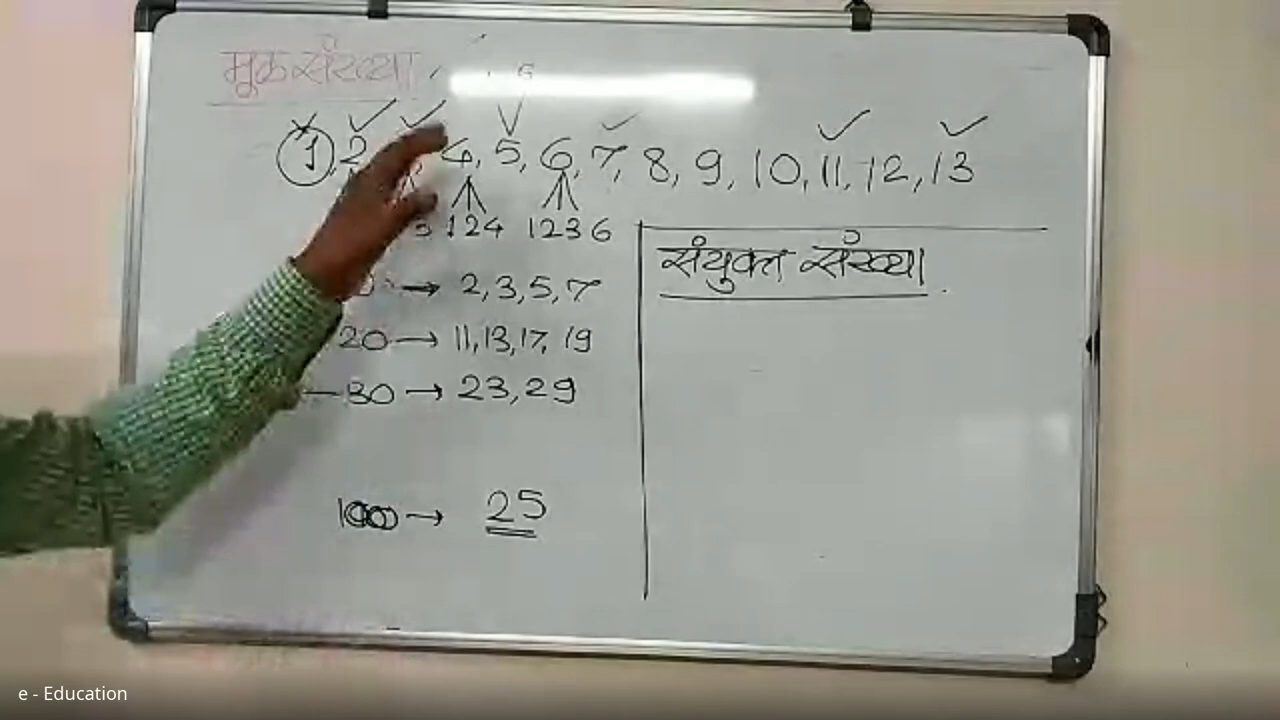 मुळ संख्या
1, 2, 4, 5, 6, 7, 8, 9, 10, 11, 12, 13
3 124 1236
संयुक्त संख्या
→ 2, 3, 5, 7
20 → 11, 13, 17, 19
— 30 → 23, 29
→ 25
e - Education